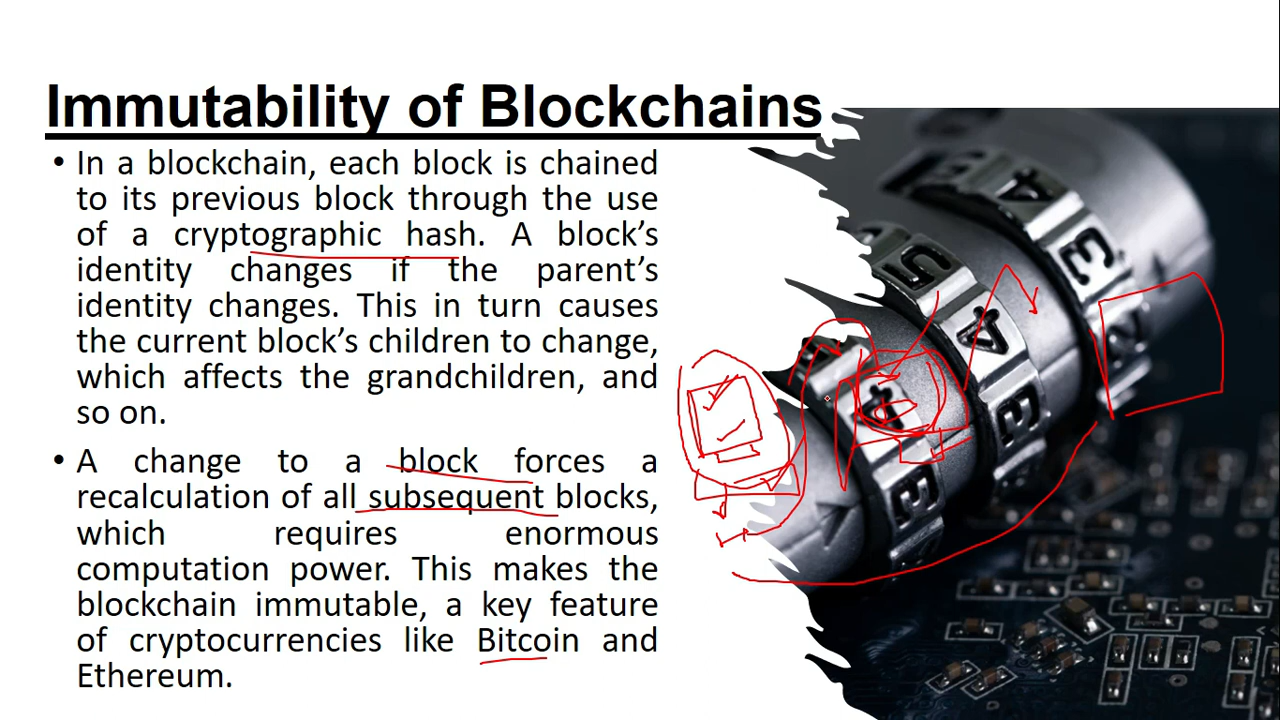 Immutability of Blockchains
• In a blockchain, each block is chained
to its previous block through the use
of a cryptographic hash. A block’s
identity changes if the parent’s
identity changes. This in turn causes
the current block’s children to change,
which affects the grandchildren, and
so on.
• A change to a block forces a
recalculation of all subsequent blocks,
which requires enormous
computation power. This makes the
blockchain immutable, a key feature
of cryptocurrencies like Bitcoin and
Ethereum.